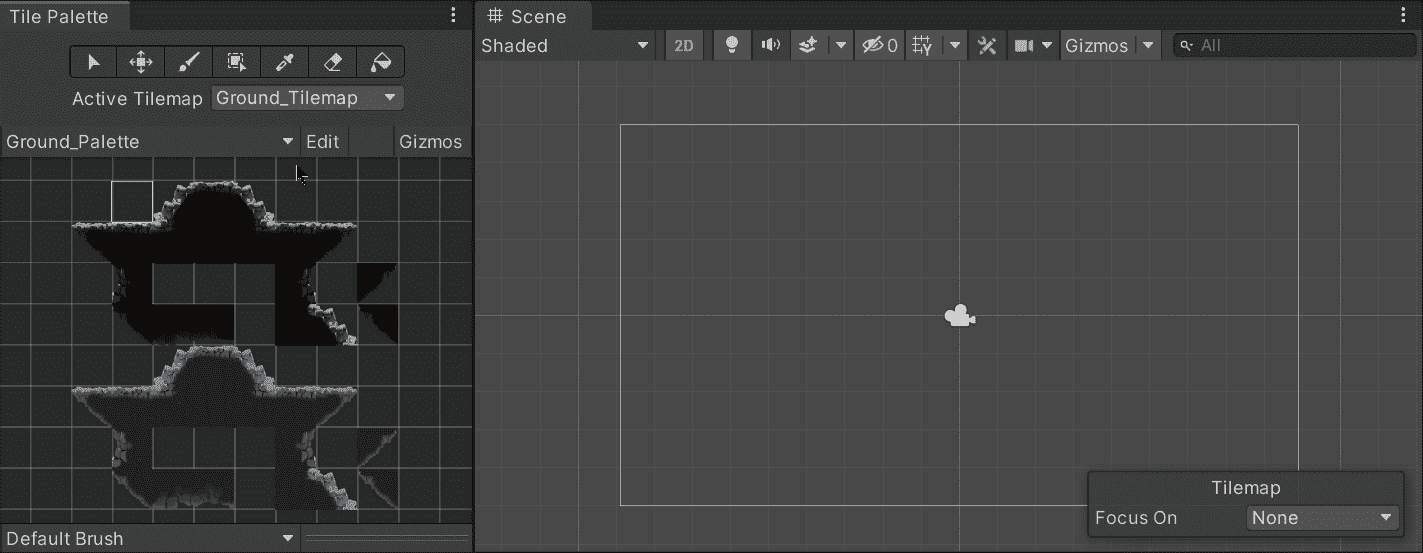 Tile Palette
Scene
Shaded
2D
0
Gizmos
All
Active Tilemap
Ground_Tilemap
Ground_Palette
Edit
Gizmos
Tilemap
Focus On
None
Default Brush